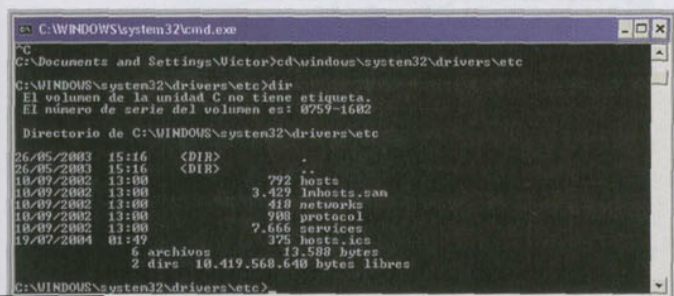 C:\WINDOWS\system32\cmd.exe
^C
C:\Documents and Settings\Victor>cd\windows\system32\drivers\etc
C:\WINDOWS\system32\drivers\etc>dir
El volumen de la unidad C no tiene etiqueta.
El número de serie del volumen es: 0759-1602
Directorio de C:\WINDOWS\system32\drivers\etc
26/05/2003 15:16 <DIR> .
26/05/2003 15:16 <DIR> ..
10/09/2002 13:00 792 hosts
10/09/2002 13:00 3.429 lmhosts.sam
10/09/2002 13:00 418 networks
10/09/2002 13:00 908 protocol
10/09/2002 13:00 7.666 services
19/07/2004 01:49 375 hosts.ics
6 archivos 13.588 bytes
2 dirs 10.419.568.640 bytes libres
C:\WINDOWS\system32\drivers\etc>_